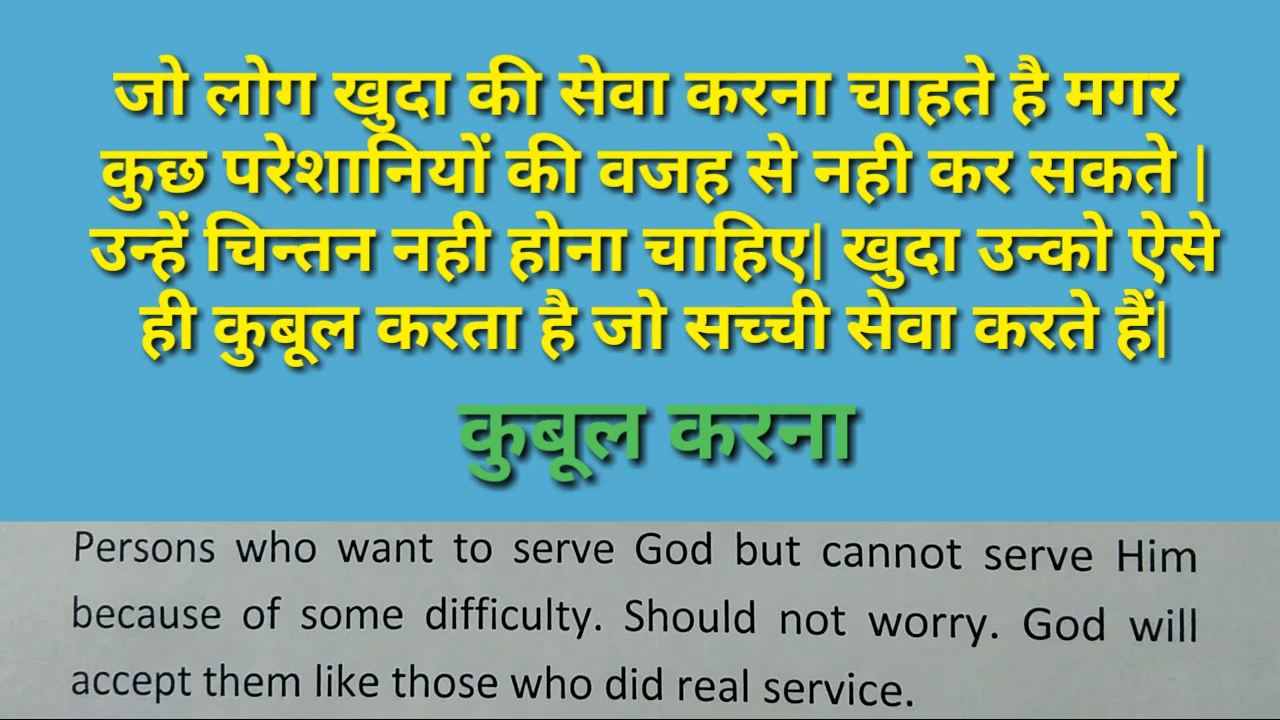 जो लोग खुदा की सेवा करना चाहते है मगर
कुछ परेशानियों की वजह से नही कर सकते |
उन्हें चिन्तन नही होना चाहिए| खुदा उन्को ऐसे
ही कुबूल करता है जो सच्ची सेवा करते हैं|
कुबूल करना
Persons who want to serve God but cannot serve Him
because of some difficulty. Should not worry. God will
accept them like those who did real service.